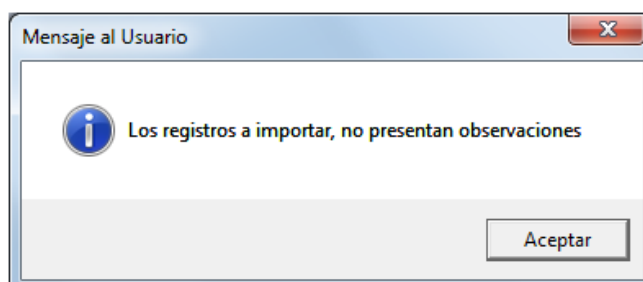 Mensaje al Usuario
Los registros a importar, no presentan observaciones
Aceptar